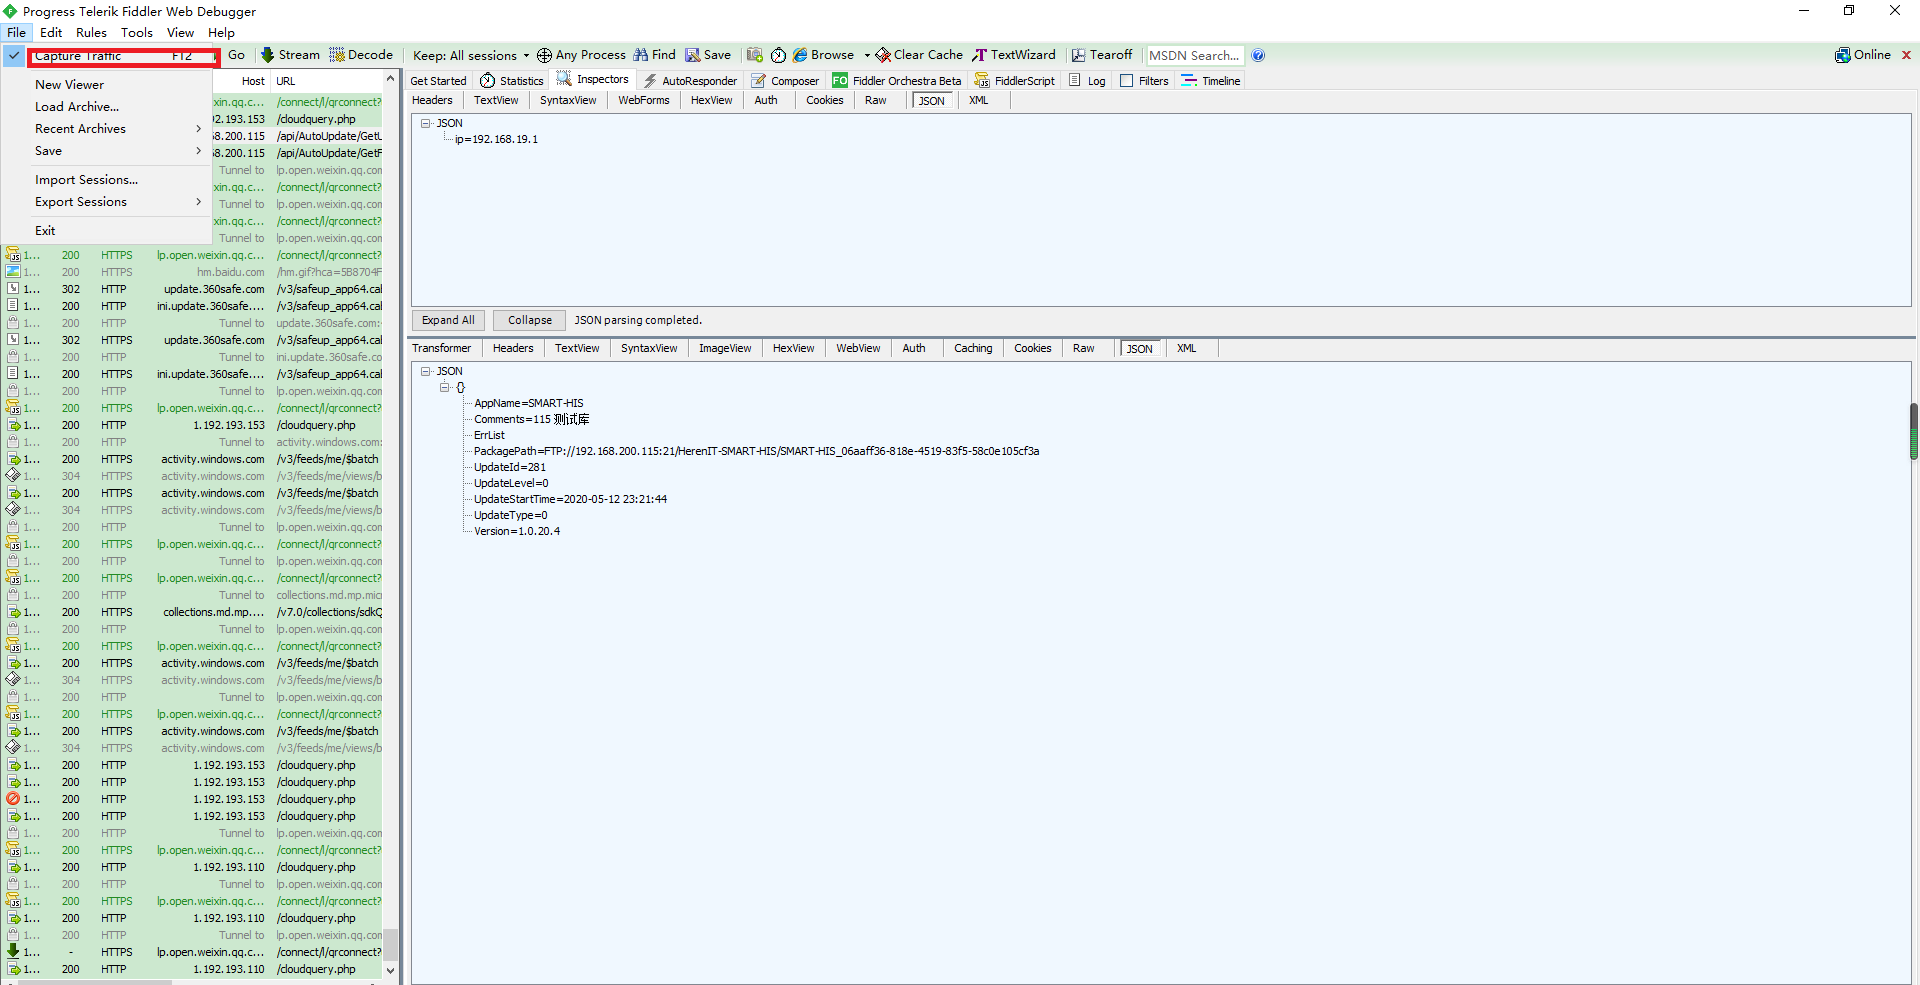 Progress Telerik Fiddler Web Debugger
File Edit Rules Tools View Help
Capture Traffic F12 Go Stream Decode Keep: All sessions Any Process Find Save Browse Clear Cache TextWizard Tearoff MSDN Search... Online
New Viewer
Load Archive...
Recent Archives
Save
Import Sessions...
Export Sessions
Exit
Host URL
xin.qq.c... /connect/l/qrconnect?
92.193.153 /cloudquery.php
68.200.115 /api/AutoUpdate/GetU
68.200.115 /api/AutoUpdate/GetF
Tunnel to lp.open.weixin.qq.com
xin.qq.c... /connect/l/qrconnect?
Tunnel to lp.open.weixin.qq.com
xin.qq.c... /connect/l/qrconnect?
Tunnel to lp.open.weixin.qq.com
1... 200 HTTPS lp.open.weixin.qq.c... /connect/l/qrconnect?
1... 200 HTTPS hm.baidu.com /hm.gif?hca=5B8704F
1... 302 HTTP update.360safe.com /v3/safeup_app64.cal
1... 200 HTTP ini.update.360safe.... /v3/safeup_app64.cal
1... 200 HTTP Tunnel to update.360safe.com:
1... 302 HTTP update.360safe.com /v3/safeup_app64.cal
1... 200 HTTP Tunnel to ini.update.360safe.co
1... 200 HTTP ini.update.360safe.... /v3/safeup_app64.cal
1... 200 HTTP Tunnel to lp.open.weixin.qq.com
1... 200 HTTPS lp.open.weixin.qq.c... /connect/l/qrconnect?
1... 200 HTTP 1.192.193.153 /cloudquery.php
1... 200 HTTP Tunnel to activity.windows.com:
1... 200 HTTPS activity.windows.com /v3/feeds/me/$batch
1... 304 HTTPS activity.windows.com /v3/feeds/me/views/b
1... 200 HTTPS activity.windows.com /v3/feeds/me/$batch
1... 304 HTTPS activity.windows.com /v3/feeds/me/views/b
1... 200 HTTP Tunnel to lp.open.weixin.qq.com
1... 200 HTTPS lp.open.weixin.qq.c... /connect/l/qrconnect?
1... 200 HTTP Tunnel to lp.open.weixin.qq.com
1... 200 HTTPS lp.open.weixin.qq.c... /connect/l/qrconnect?
1... 200 HTTP Tunnel to collections.md.mp.micr
1... 200 HTTPS collections.md.mp.... /v7.0/collections/sdkQ
1... 200 HTTP Tunnel to lp.open.weixin.qq.com
1... 200 HTTPS lp.open.weixin.qq.c... /connect/l/qrconnect?
1... 200 HTTPS activity.windows.com /v3/feeds/me/$batch
1... 304 HTTPS activity.windows.com /v3/feeds/me/views/b
1... 200 HTTP Tunnel to lp.open.weixin.qq.com
1... 200 HTTPS lp.open.weixin.qq.c... /connect/l/qrconnect?
1... 200 HTTPS activity.windows.com /v3/feeds/me/$batch
1... 304 HTTPS activity.windows.com /v3/feeds/me/views/b
1... 200 HTTP 1.192.193.153 /cloudquery.php
1... 200 HTTP 1.192.193.153 /cloudquery.php
1... 200 HTTP 1.192.193.153 /cloudquery.php
1... 200 HTTP 1.192.193.153 /cloudquery.php
1... 200 HTTP Tunnel to lp.open.weixin.qq.com
1... 200 HTTPS lp.open.weixin.qq.c... /connect/l/qrconnect?
1... 200 HTTP 1.192.193.110 /cloudquery.php
1... 200 HTTP Tunnel to lp.open.weixin.qq.com
1... 200 HTTPS lp.open.weixin.qq.c... /connect/l/qrconnect?
1... 200 HTTP 1.192.193.110 /cloudquery.php
1... 200 HTTP Tunnel to lp.open.weixin.qq.com
1... - HTTPS lp.open.weixin.qq.c... /connect/l/qrconnect?
1... 200 HTTP 1.192.193.110 /cloudquery.php
Get Started Statistics Inspectors AutoResponder Composer FO Fiddler Orchestra Beta FiddlerScript Log Filters Timeline
Headers TextView SyntaxView WebForms HexView Auth Cookies Raw JSON XML
JSON
ip=192.168.19.1
Expand All Collapse JSON parsing completed.
Transformer Headers TextView SyntaxView ImageView HexView WebView Auth Caching Cookies Raw JSON XML
JSON
{}
AppName=SMART-HIS
Comments=115 测试库
ErrList
PackagePath=FTP://192.168.200.115:21/HerenIT-SMART-HIS/SMART-HIS_06aaff36-818e-4519-83f5-58c0e105cf3a
UpdateId=281
UpdateLevel=0
UpdateStartTime=2020-05-12 23:21:44
UpdateType=0
Version=1.0.20.4